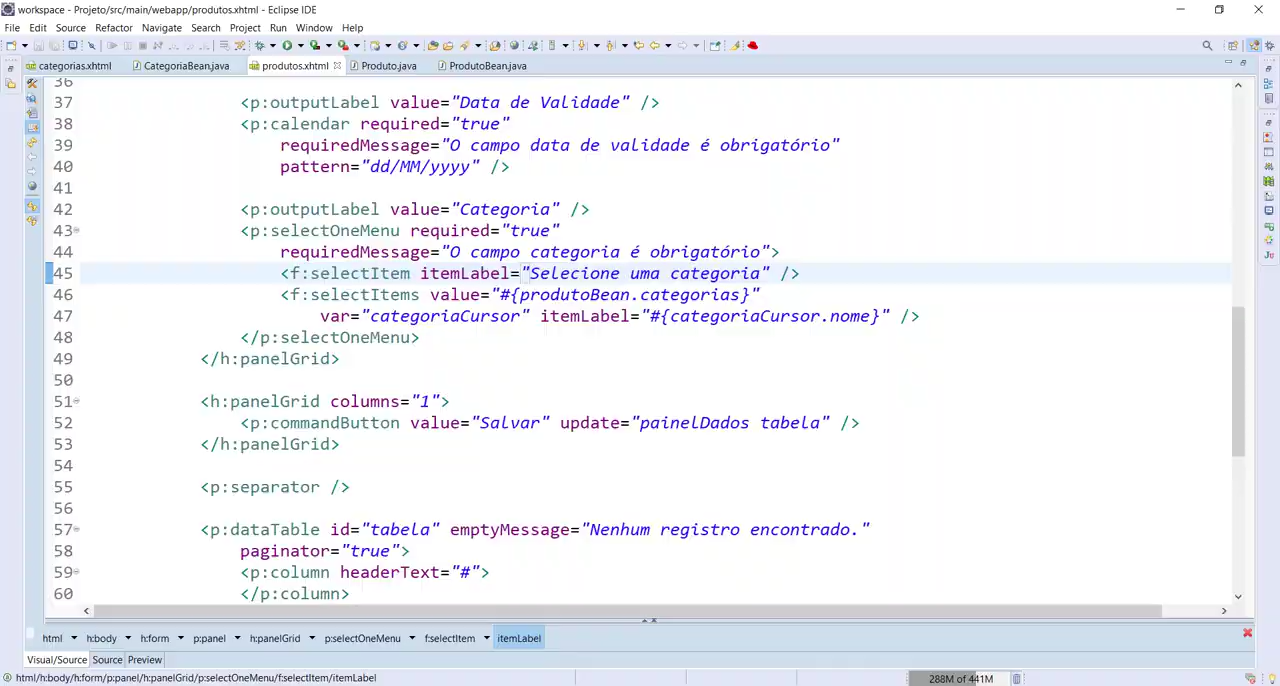 workspace - Projeto/src/main/webapp/produtos.xhtml - Eclipse IDE
File Edit Source Refactor Navigate Search Project Run Window Help
categorias.xhtml CategoriaBean.java produtos.xhtml Produto.java ProdutoBean.java
36
37 <p:outputLabel value="Data de Validade" />
38 <p:calendar required="true"
39 requiredMessage="O campo data de validade é obrigatório"
40 pattern="dd/MM/yyyy" />
41
42 <p:outputLabel value="Categoria" />
43 <p:selectOneMenu required="true"
44 requiredMessage="O campo categoria é obrigatório">
45 <f:selectItem itemLabel="Selecione uma categoria" />
46 <f:selectItems value="#{produtoBean.categorias}"
47 var="categoriaCursor" itemLabel="#{categoriaCursor.nome}" />
48 </p:selectOneMenu>
49 </h:panelGrid>
50
51 <h:panelGrid columns="1">
52 <p:commandButton value="Salvar" update="painelDados tabela" />
53 </h:panelGrid>
54
55 <p:separator />
56
57 <p:dataTable id="tabela" emptyMessage="Nenhum registro encontrado."
58 paginator="true">
59 <p:column headerText="#">
60 </p:column>
html h:body h:form p:panel h:panelGrid p:selectOneMenu f:selectItem itemLabel
Visual/Source Source Preview
html/h:body/h:form/p:panel/h:panelGrid/p:selectOneMenu/f:selectItem/itemLabel 288M of 441M